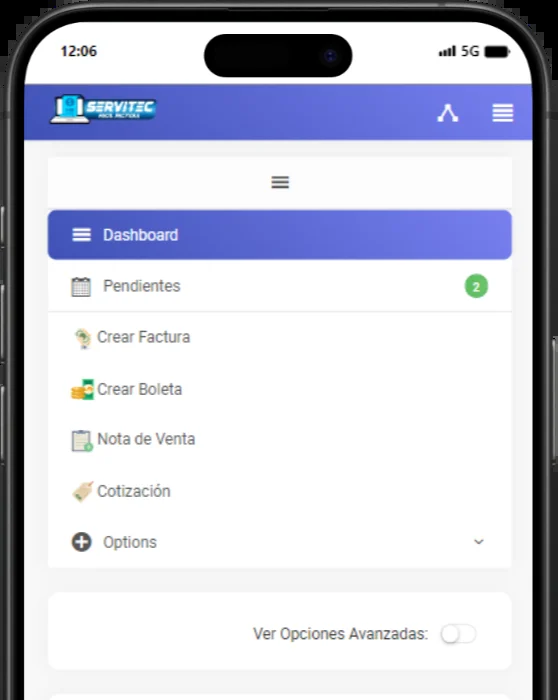 12:06
5G
SERVITEC
Dashboard
Pendientes
2
Crear Factura
Crear Boleta
Nota de Venta
Cotización
Options
Ver Opciones Avanzadas: